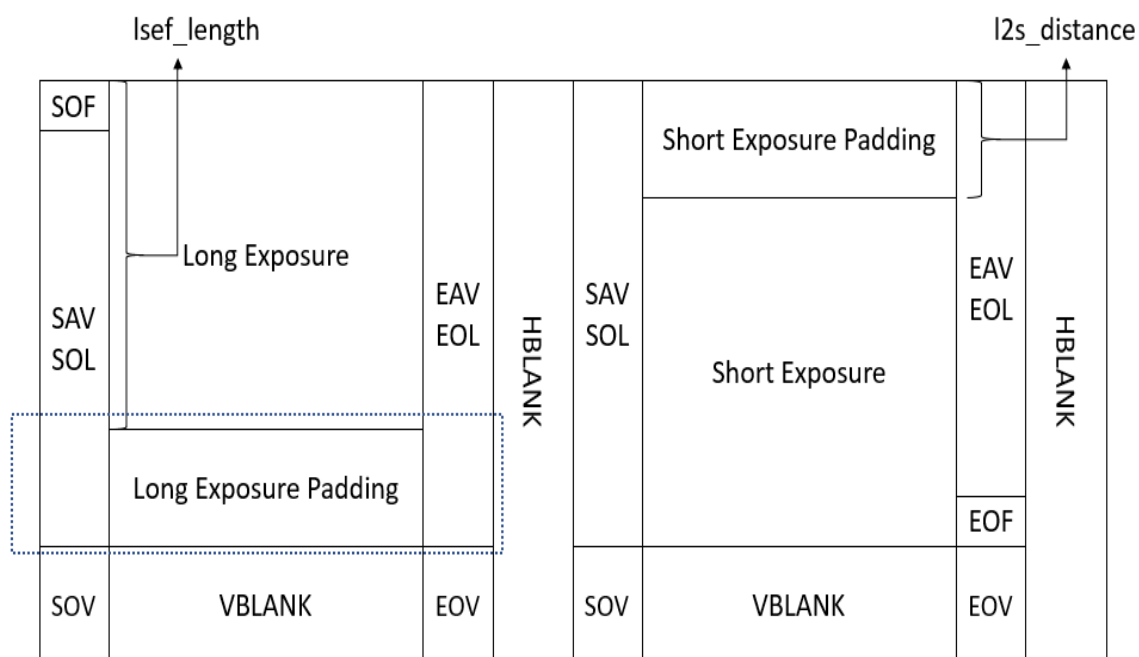 lsef_length
l2s_distance
SOF
Short Exposure Padding
Long Exposure
SAV
SOL
EAV
EOL
HBLANK
SAV
SOL
EAV
EOL
HBLANK
Short Exposure
Long Exposure Padding
EOF
SOV
VBLANK
EOV
SOV
VBLANK
EOV